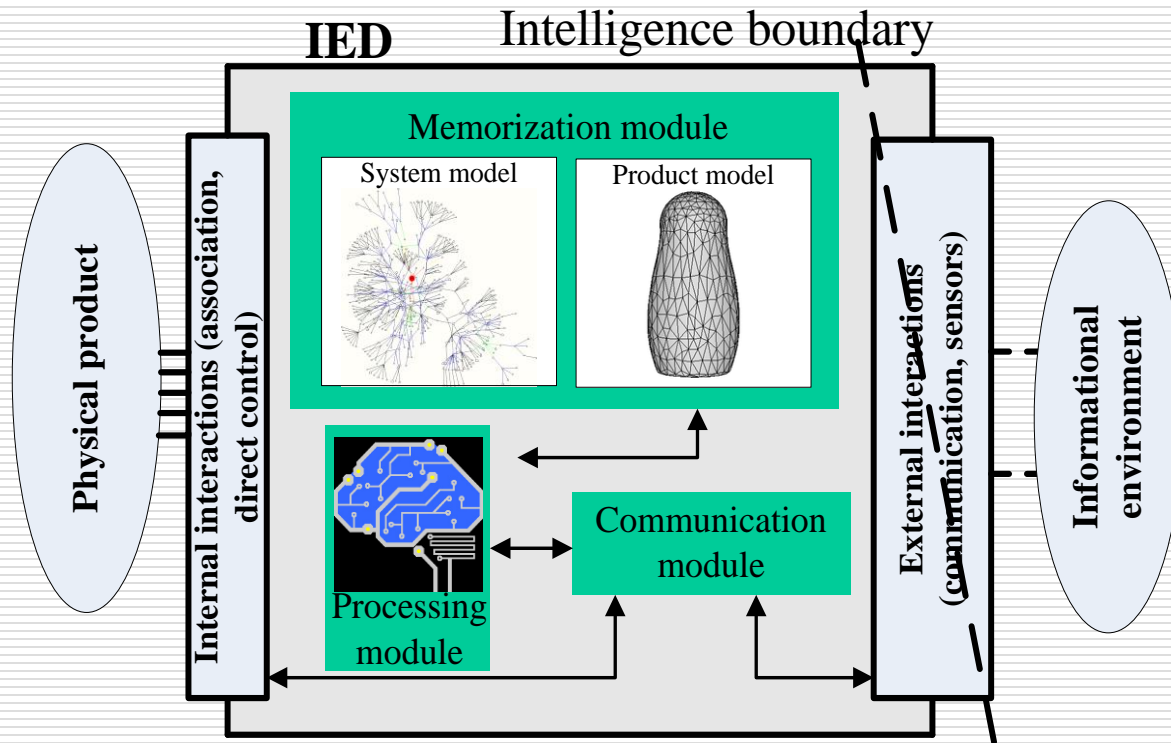 IED
Intelligence boundary
Memorization module
System model
Product model
Physical product
Internal interactions (association,
direct control)
Processing
module
Communication
module
External interactions
(communication, sensors)
Informational
environment